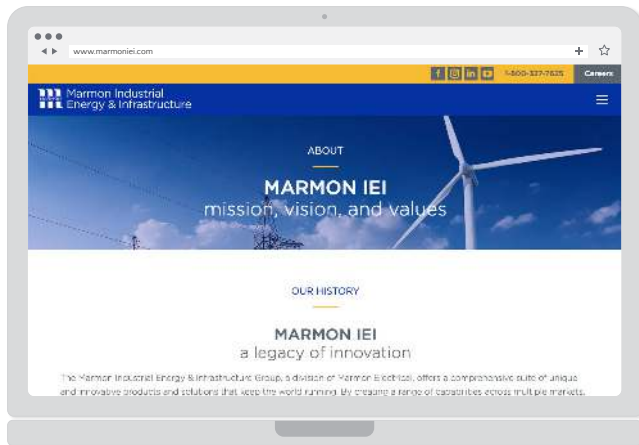 www.marmoniei.com
1-800-327-7625 Careers
Marmon Industrial
Energy & Infrastructure
ABOUT
MARMON IEI
mission, vision, and values
OUR HISTORY
MARMON IEI
a legacy of innovation
The Marmon Industrial Energy & Infrastructure Group, a division of Marmon Electrical, offers a comprehensive suite of unique
and innovative products and solutions that keep the world running. By creating a range of capabilities across multiple markets,